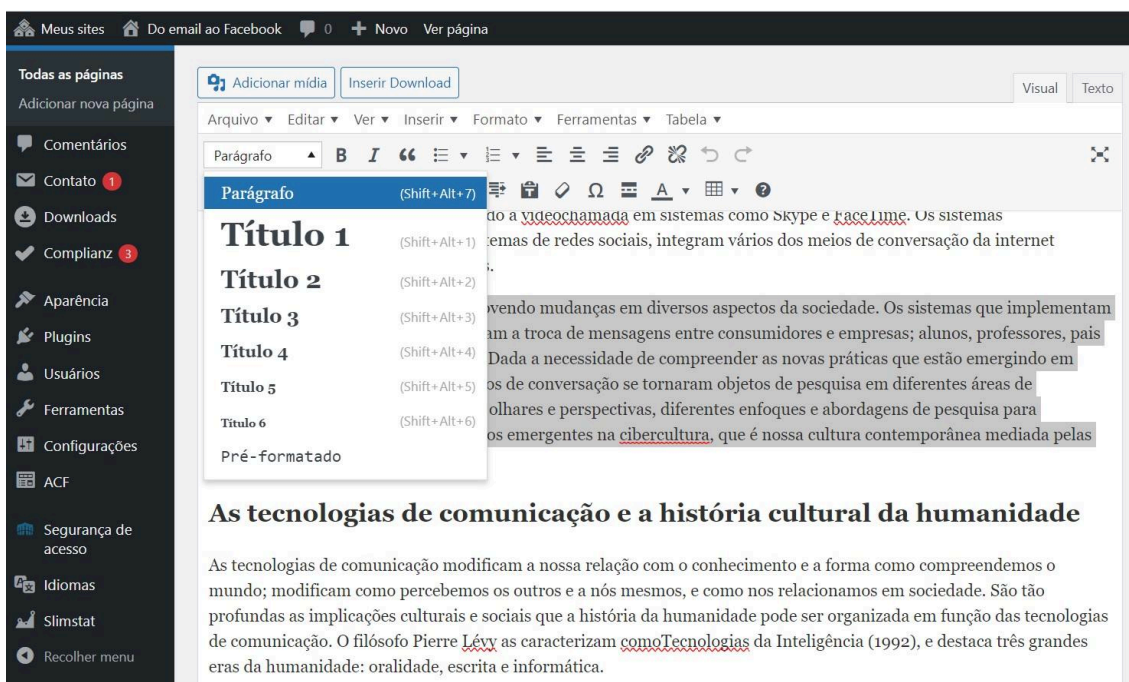 Meus sites Do email ao Facebook 0 Novo Ver página
Todas as páginas
Adicionar nova página
Comentários
Contato 1
Downloads
Complianz 3
Aparência
Plugins
Usuários
Ferramentas
Configurações
ACF
Segurança de
acesso
Idiomas
Slimstat
Recolher menu
Adicionar mídia Inserir Download
Visual Texto
Arquivo Editar Ver Inserir Formato Ferramentas Tabela
Parágrafo B I
Ω A
Parágrafo (Shift+Alt+7)
Título 1 (Shift+Alt+1)
Título 2 (Shift+Alt+2)
Título 3 (Shift+Alt+3)
Título 4 (Shift+Alt+4)
Título 5 (Shift+Alt+5)
Título 6 (Shift+Alt+6)
Pré-formatado
do a videochamada em sistemas como Skype e FaceTime. Os sistemas
temas de redes sociais, integram vários dos meios de conversação da internet
s.
ovendo mudanças em diversos aspectos da sociedade. Os sistemas que implementam
am a troca de mensagens entre consumidores e empresas; alunos, professores, pais
Dada a necessidade de compreender as novas práticas que estão emergindo em
os de conversação se tornaram objetos de pesquisa em diferentes áreas de
olhares e perspectivas, diferentes enfoques e abordagens de pesquisa para
os emergentes na cibercultura, que é nossa cultura contemporânea mediada pelas
As tecnologias de comunicação e a história cultural da humanidade
As tecnologias de comunicação modificam a nossa relação com o conhecimento e a forma como compreendemos o
mundo; modificam como percebemos os outros e a nós mesmos, e como nos relacionamos em sociedade. São tão
profundas as implicações culturais e sociais que a história da humanidade pode ser organizada em função das tecnologias
de comunicação. O filósofo Pierre Lévy as caracterizam comoTecnologias da Inteligência (1992), e destaca três grandes
eras da humanidade: oralidade, escrita e informática.